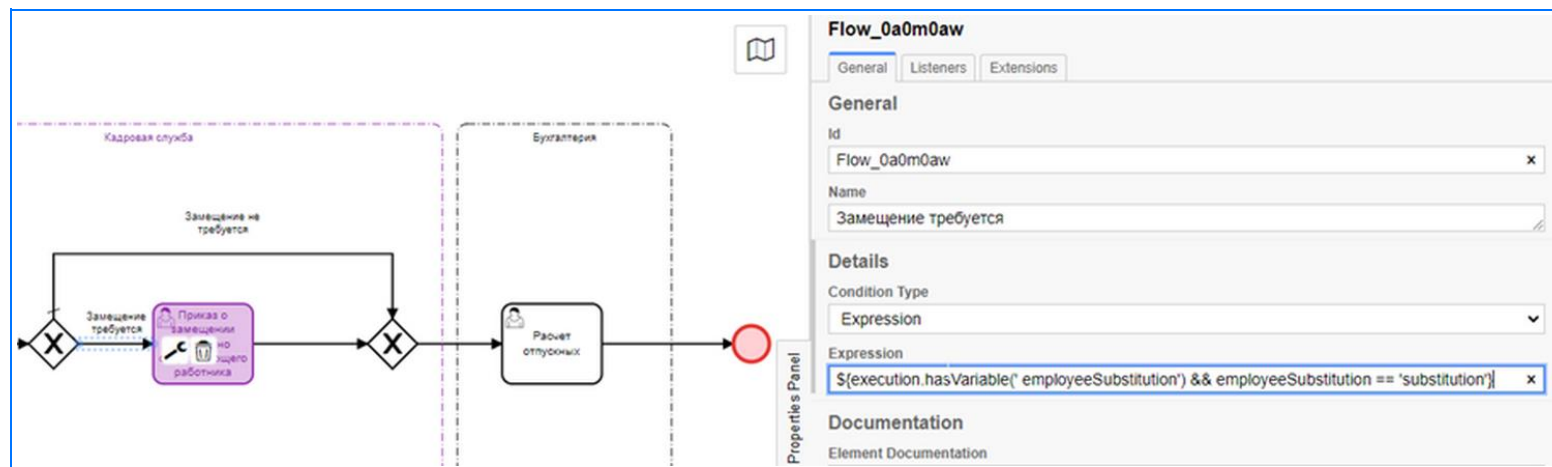 Flow_0a0m0aw
General
Listeners
Extensions
General
Id
Flow_0a0m0aw
Name
Замещение требуется
Details
Condition Type
Expression
Expression
${execution.hasVariable(' employeeSubstitution') && employeeSubstitution == 'substitution'}
Documentation
Element Documentation
Properties Panel
Кадровая служба
Бухгалтерия
Замещение не
требуется
Замещение
требуется
Приказ о
замещении
но
ощего
работника
Расчет
отпускных